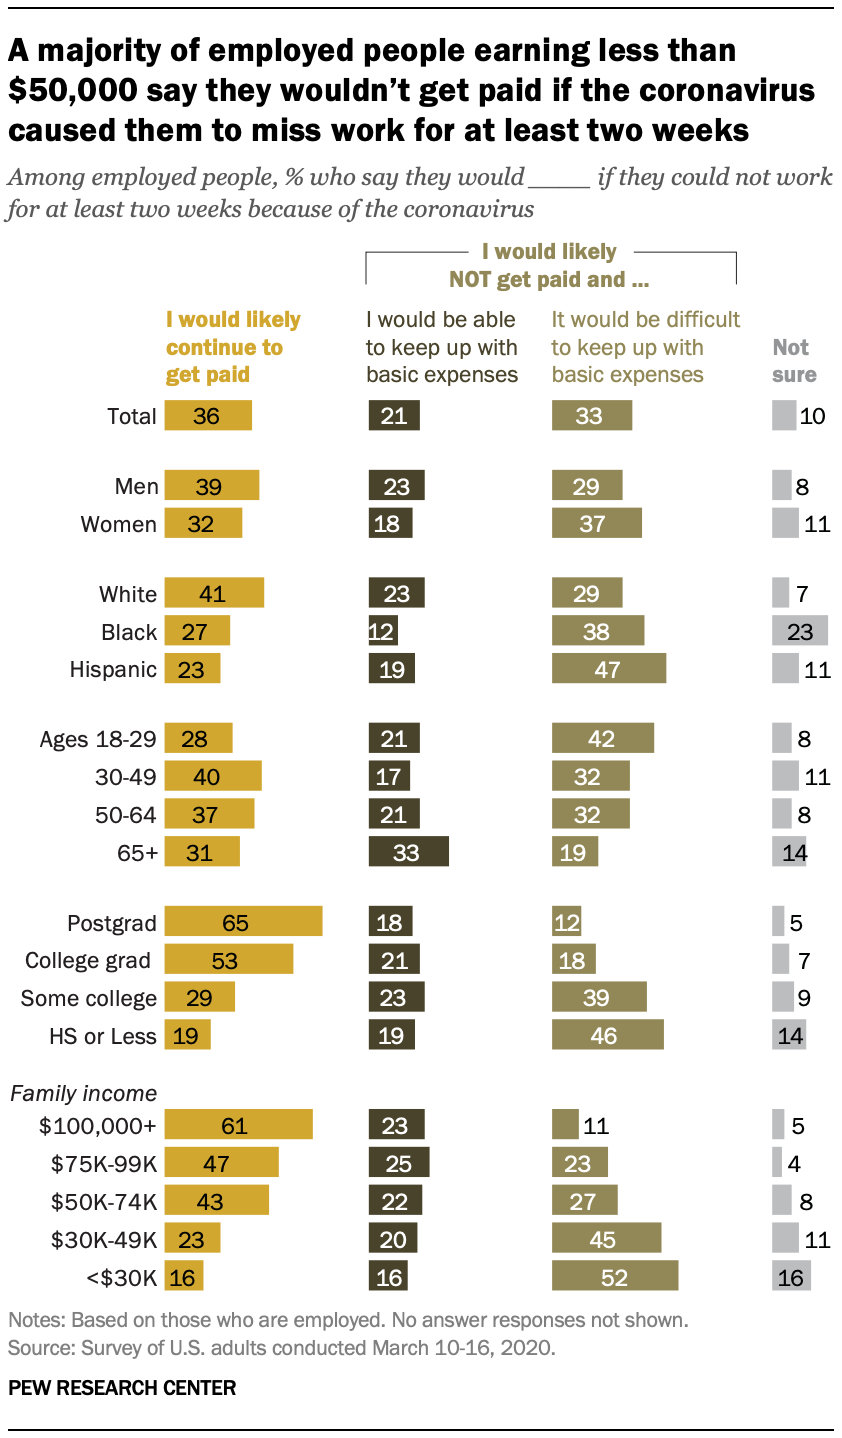 A majority of employed people earning less than
$50,000 say they wouldn’t get paid if the coronavirus
caused them to miss work for at least two weeks
Among employed people, % who say they would ____ if they could not work
for at least two weeks because of the coronavirus
I would likely
NOT get paid and ...
I would likely
continue to
get paid
I would be able
to keep up with
basic expenses
It would be difficult
to keep up with
basic expenses
Not
sure
Total 36 21 33 10
Men 39 23 29 8
Women 32 18 37 11
White 41 23 29 7
Black 27 12 38 23
Hispanic 23 19 47 11
Ages 18-29 28 21 42 8
30-49 40 17 32 11
50-64 37 21 32 8
65+ 31 33 19 14
Postgrad 65 18 12 5
College grad 53 21 18 7
Some college 29 23 39 9
HS or Less 19 19 46 14
Family income
$100,000+ 61 23 11 5
$75K-99K 47 25 23 4
$50K-74K 43 22 27 8
$30K-49K 23 20 45 11
<$30K 16 16 52 16
Notes: Based on those who are employed. No answer responses not shown.
Source: Survey of U.S. adults conducted March 10-16, 2020.
PEW RESEARCH CENTER